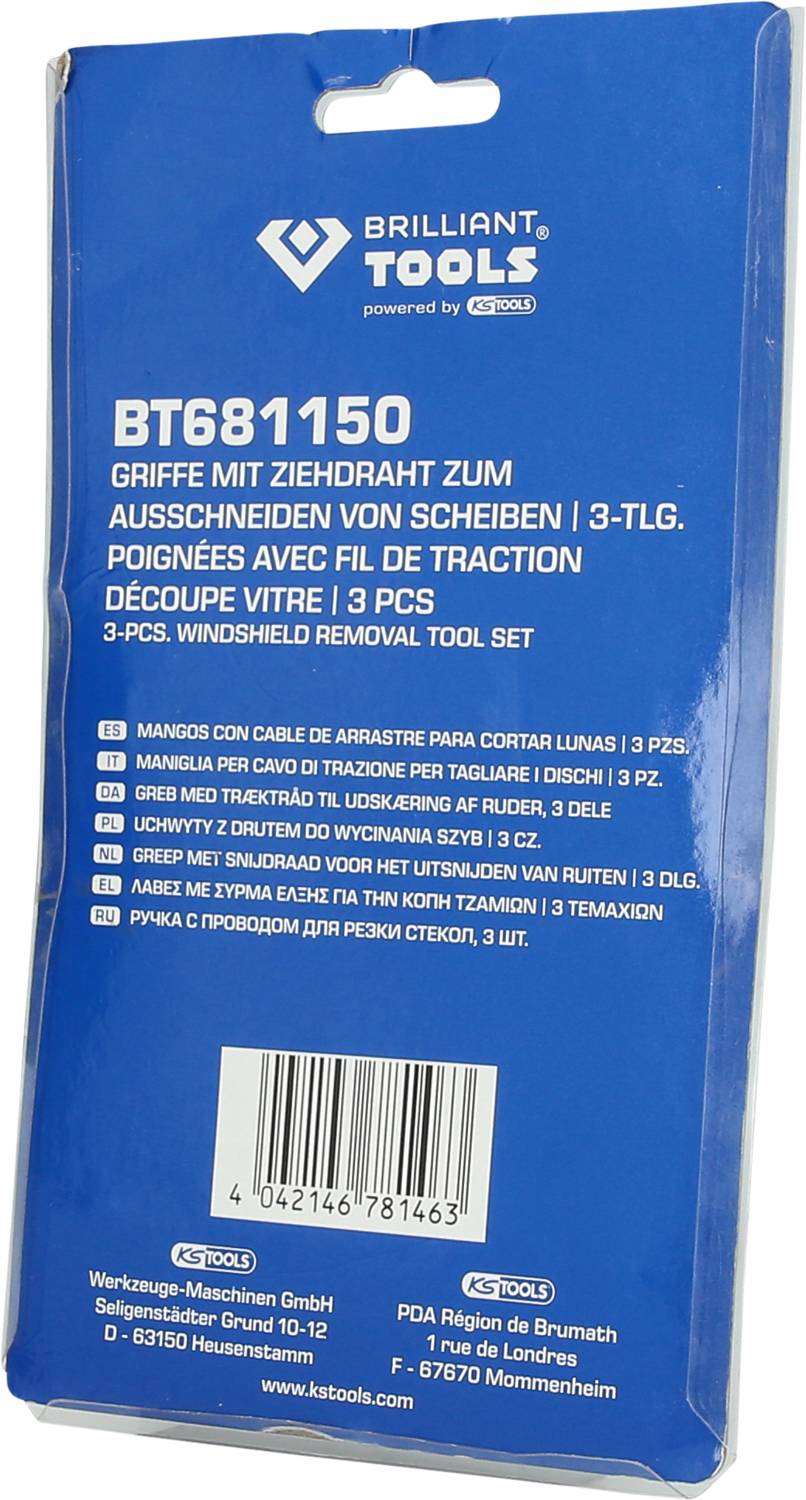 BRILLIANT®
TOOLS
powered by KS TOOLS
BT681150
GRIFFE MIT ZIEHDRAHT ZUM
AUSSCHNEIDEN VON SCHEIBEN | 3-TLG.
POIGNÉES AVEC FIL DE TRACTION
DÉCOUPE VITRE | 3 PCS
3-PCS. WINDSHIELD REMOVAL TOOL SET
ES MANGOS CON CABLE DE ARRASTRE PARA CORTAR LUNAS | 3 PZS.
IT MANIGLIA PER CAVO DI TRAZIONE PER TAGLIARE I DISCHI | 3 PZ.
DA GREB MED TRÆKTRÅD TIL UDSKÆRING AF RUDER, 3 DELE
PL UCHWYTY Z DRUTEM DO WYCINANIA SZYB | 3 CZ.
NL GREEP MET SNIJDRAAD VOOR HET UITSNIJDEN VAN RUITEN | 3 DLG.
EL ΛΑΒΕΣ ΜΕ ΣΥΡΜΑ ΕΛΞΗΣ ΓΙΑ ΤΗΝ ΚΟΠΗ ΤΖΑΜΙΩΝ | 3 ΤΕΜΑΧΙΩΝ
RU РУЧКА С ПРОВОДОМ ДЛЯ РЕЗКИ СТЕКОЛ, 3 ШТ.
4 042146 781463
KS TOOLS
Werkzeuge-Maschinen GmbH
Seligenstädter Grund 10-12
D - 63150 Heusenstamm
KS TOOLS
PDA Région de Brumath
1 rue de Londres
F - 67670 Mommenheim
www.kstools.com